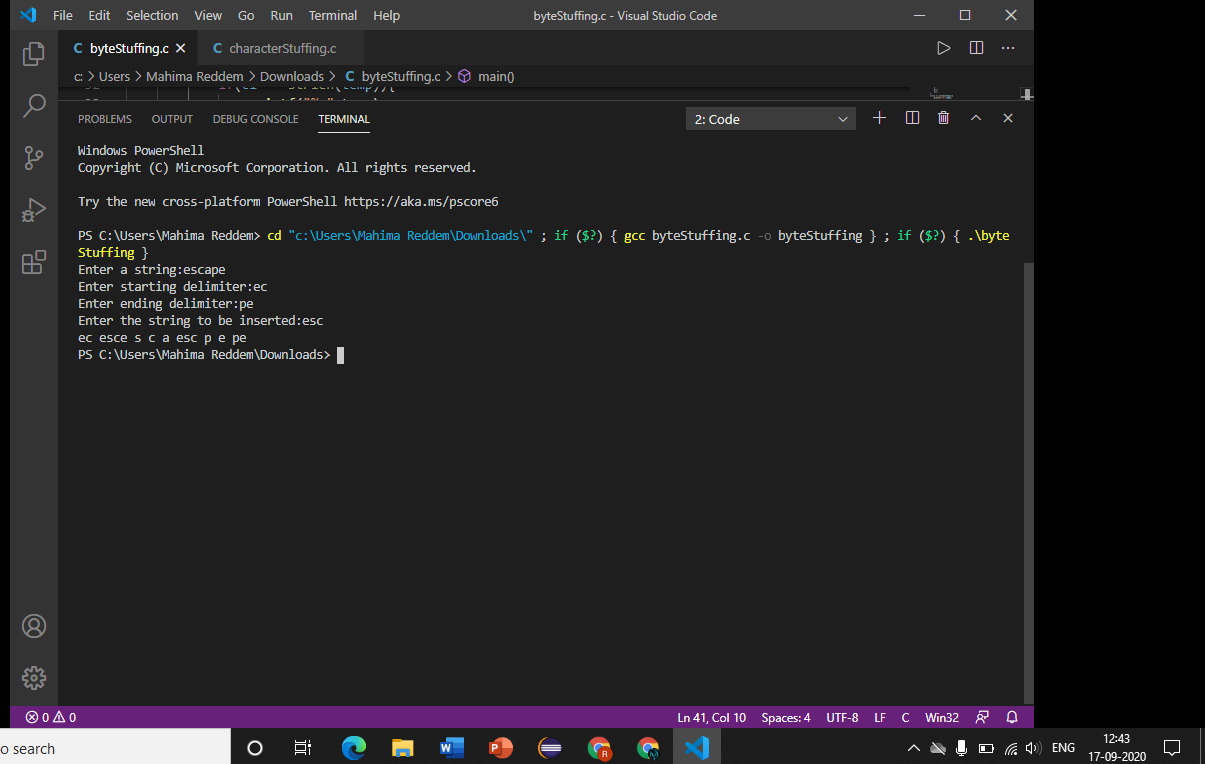 File Edit Selection View Go Run Terminal Help byteStuffing.c - Visual Studio Code
C byteStuffing.c C characterStuffing.c
c: > Users > Mahima Reddem > Downloads > C byteStuffing.c > main()
PROBLEMS OUTPUT DEBUG CONSOLE TERMINAL 2: Code
Windows PowerShell
Copyright (C) Microsoft Corporation. All rights reserved.
Try the new cross-platform PowerShell https://aka.ms/pscore6
PS C:\Users\Mahima Reddem> cd "c:\Users\Mahima Reddem\Downloads\" ; if ($?) { gcc byteStuffing.c -o byteStuffing } ; if ($?) { .\byte
Stuffing }
Enter a string:escape
Enter starting delimiter:ec
Enter ending delimiter:pe
Enter the string to be inserted:esc
ec esce s c a esc p e pe
PS C:\Users\Mahima Reddem\Downloads>
0 0 Ln 41, Col 10 Spaces: 4 UTF-8 LF C Win32
o search ENG 12:43
17-09-2020